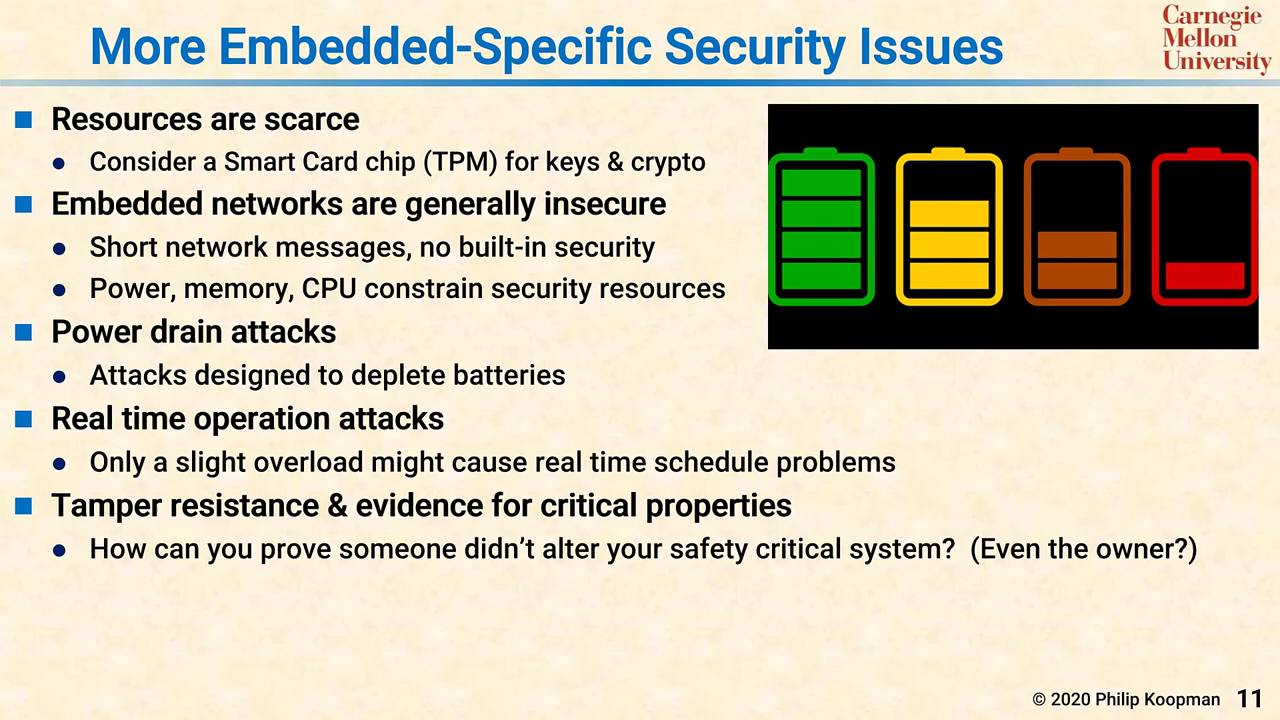 More Embedded-Specific Security Issues
Carnegie
Mellon
University
Resources are scarce
Consider a Smart Card chip (TPM) for keys & crypto
Embedded networks are generally insecure
Short network messages, no built-in security
Power, memory, CPU constrain security resources
Power drain attacks
Attacks designed to deplete batteries
Real time operation attacks
Only a slight overload might cause real time schedule problems
Tamper resistance & evidence for critical properties
How can you prove someone didn’t alter your safety critical system?  (Even the owner?)
© 2020 Philip Koopman 11